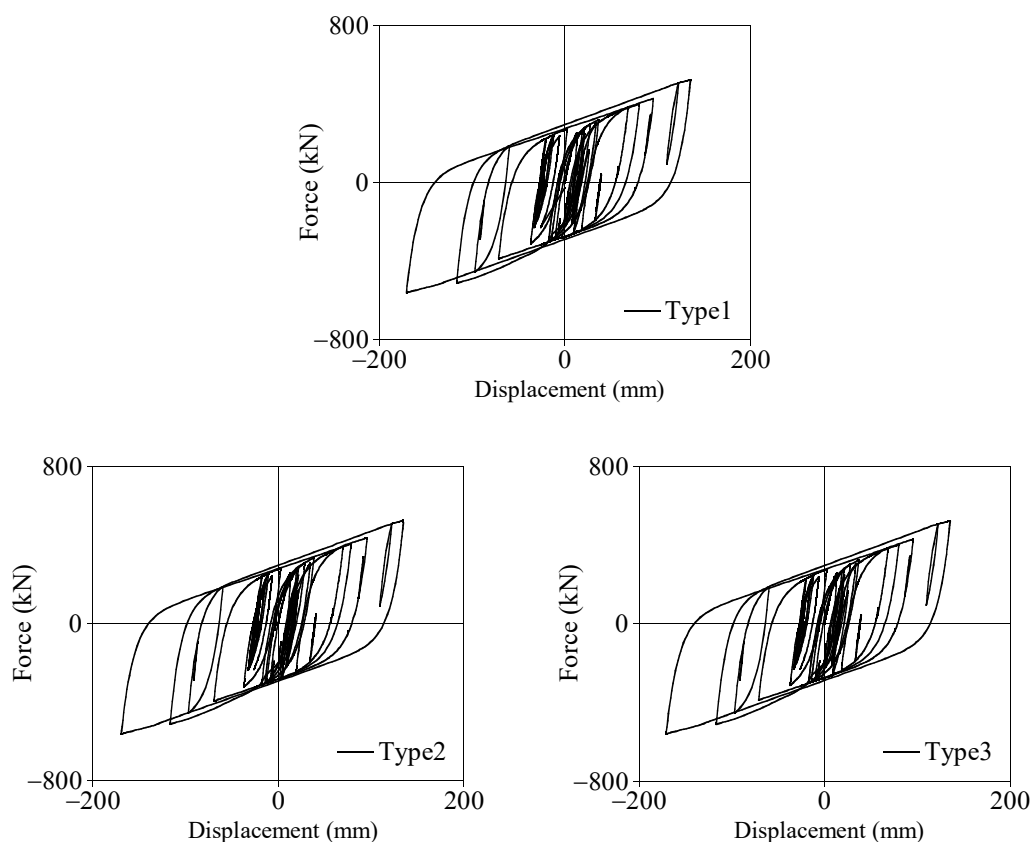 800
Force (kN)
0
Type1
−800
−200 0 200
Displacement (mm)
800 800
Force (kN) Force (kN)
0 0
Type2 Type3
−800 −800
−200 0 200 −200 0 200
Displacement (mm) Displacement (mm)